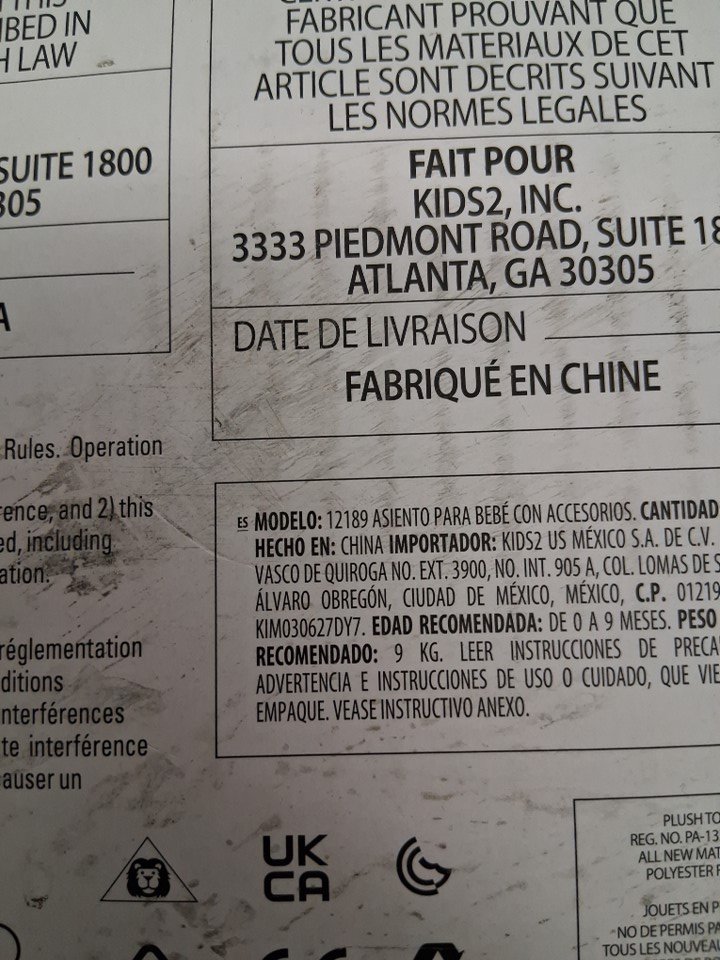 THIS
IBED IN
H LAW
SUITE 1800
305
A
FABRICANT PROUVANT QUE
TOUS LES MATERIAUX DE CET
ARTICLE SONT DECRITS SUIVANT
LES NORMES LEGALES
FAIT POUR
KIDS2, INC.
3333 PIEDMONT ROAD, SUITE 18
ATLANTA, GA 30305
DATE DE LIVRAISON
FABRIQUÉ EN CHINE
Rules. Operation
rence, and 2) this
ed, including
ation.
réglementation
ditions
nterférences
te interférence
causer un
ES MODELO: 12189 ASIENTO PARA BEBÉ CON ACCESORIOS. CANTIDAD
HECHO EN: CHINA IMPORTADOR: KIDS2 US MÉXICO S.A. DE C.V.
VASCO DE QUIROGA NO. EXT. 3900, NO. INT. 905 A, COL. LOMAS DE S
ÁLVARO OBREGÓN, CIUDAD DE MÉXICO, MÉXICO, C.P. 01219
KIM030627DY7. EDAD RECOMENDADA: DE 0 A 9 MESES. PESO
RECOMENDADO: 9 KG. LEER INSTRUCCIONES DE PRECA
ADVERTENCIA E INSTRUCCIONES DE USO O CUIDADO, QUE VIE
EMPAQUE. VEASE INSTRUCTIVO ANEXO.
UK
CA
PLUSH TO
REG. NO. PA-13
ALL NEW MAT
POLYESTER F
JOUETS EN P
NO DE PERMIS PA
TOUS LES NOUVEAU